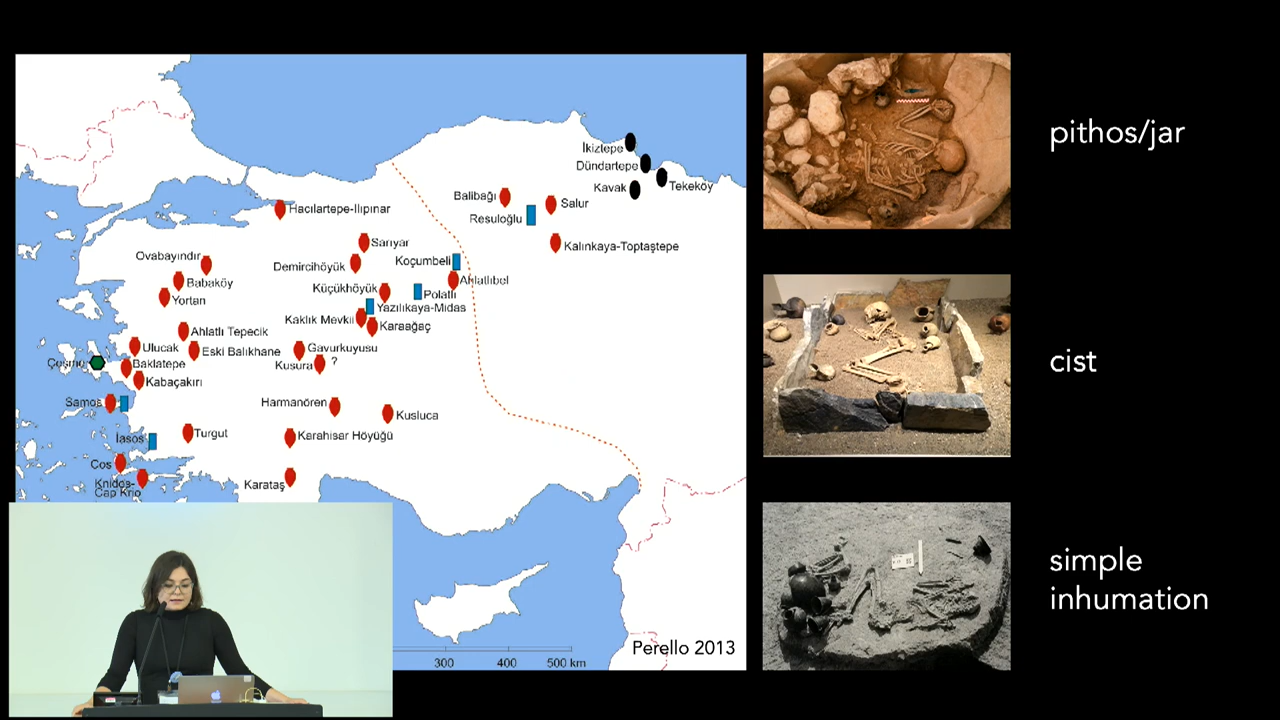 İkiztepe
Dündartepe
Kavak
Tekeköy
Balıbağı
Salur
Resuloğlu
Kalınkaya-Toptaştepe
Hacılartepe-Ilıpınar
Sarıyar
Ovabayındır
Demircihöyük
Koçumbeli
Babaköy
Ahlatlıbel
Küçükhöyük
Polatlı
Yortan
Yazılıkaya-Midas
Kaklık Mevkii
Karaağaç
Ahlatlı Tepecik
Ulucak
Eski Balıkhane
Gavurkuyusu
Çeşme
Baklatepe
Kusura
?
Kabaçakırı
Samos
Harmanören
Kusluca
Turgut
Karahisar Höyüğü
İasos
Cos
Knidos-
Cap Krio
Karataş
300 400 500 km
Perello 2013
pithos/jar
cist
simple
inhumation